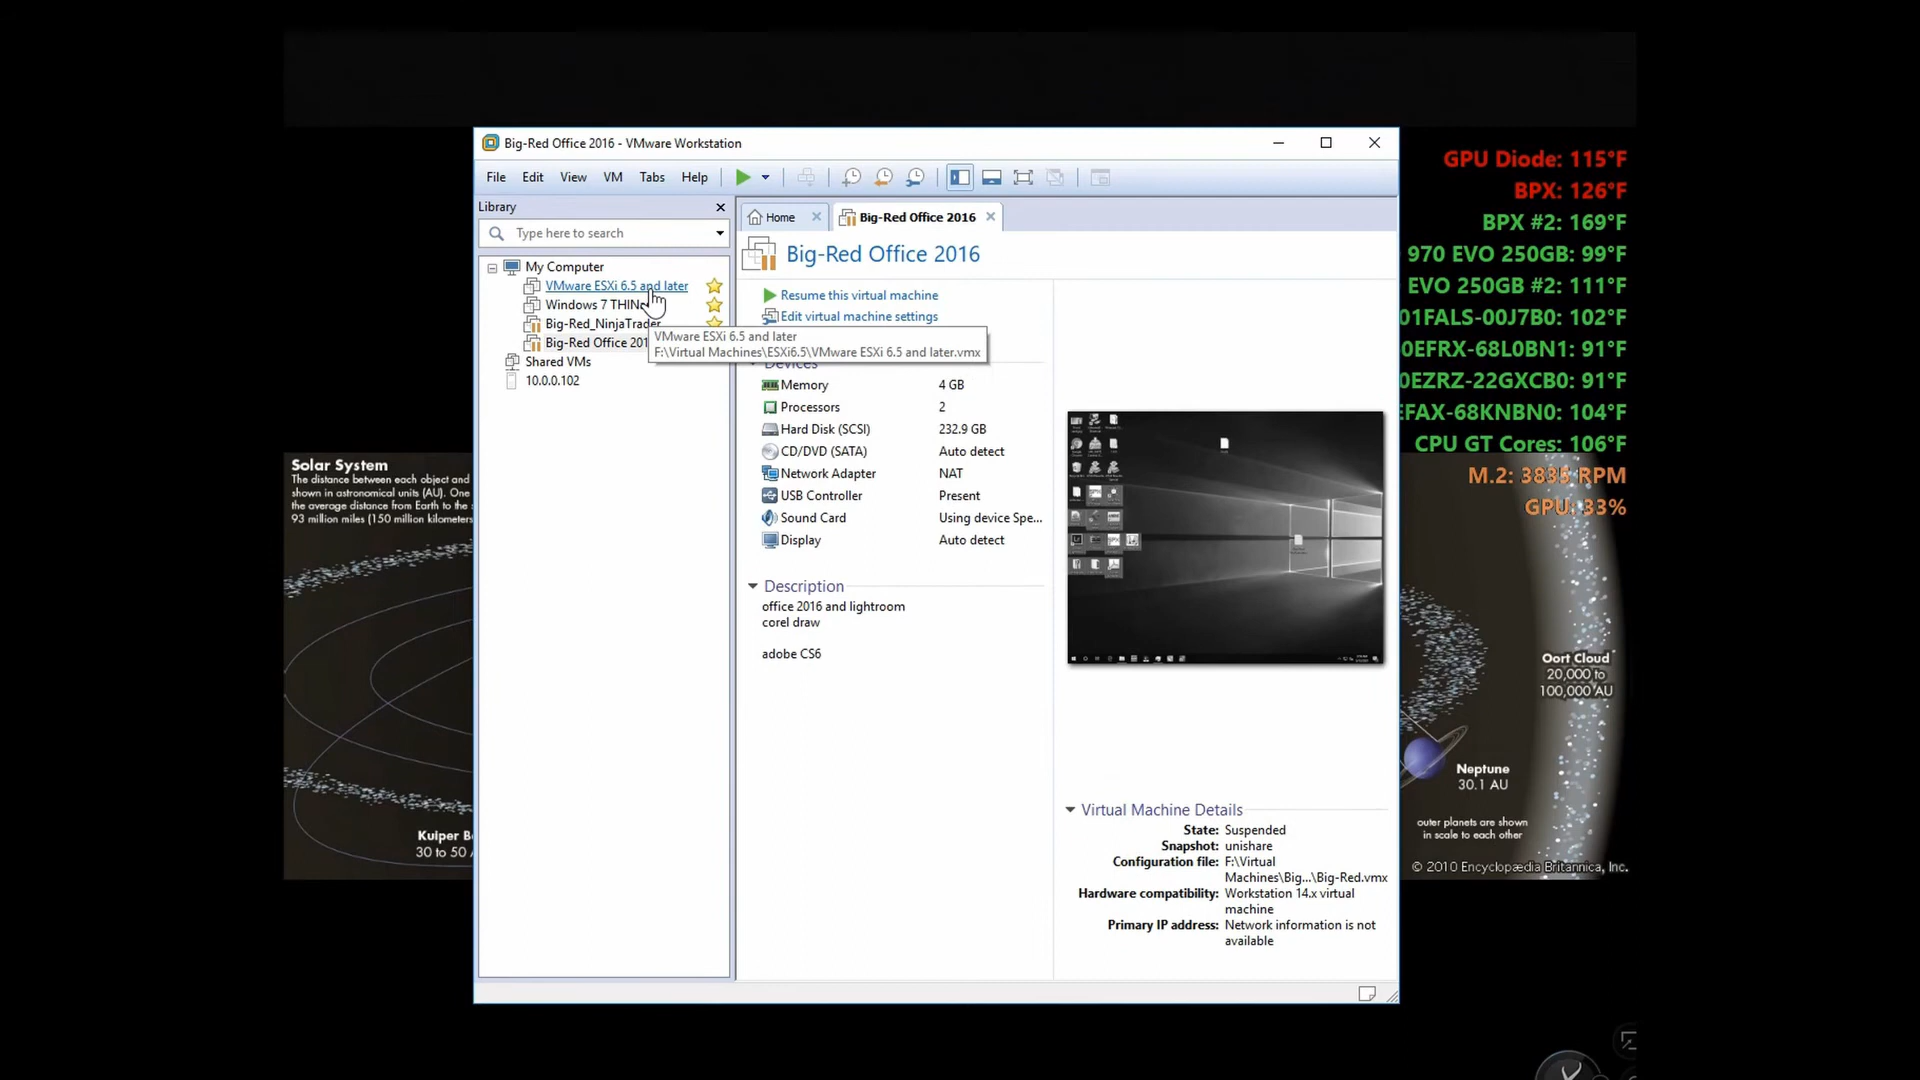 Big-Red Office 2016 - VMware Workstation
File Edit View VM Tabs Help
Library
Type here to search
My Computer
VMware ESXi 6.5 and later
Windows 7 THIN
Big-Red_NinjaTrader
Big-Red Office 201
Shared VMs
10.0.0.102
Home
Big-Red Office 2016
Big-Red Office 2016
Resume this virtual machine
Edit virtual machine settings
VMware ESXi 6.5 and later
F:\Virtual Machines\ESXi6.5\VMware ESXi 6.5 and later.vmx
Devices
Memory 4 GB
Processors 2
Hard Disk (SCSI) 232.9 GB
CD/DVD (SATA) Auto detect
Network Adapter NAT
USB Controller Present
Sound Card Using device Spe...
Display Auto detect
Description
office 2016 and lightroom
corel draw
adobe CS6
Virtual Machine Details
State: Suspended
Snapshot: unishare
Configuration file: F:\Virtual
Machines\Big...\Big-Red.vmx
Hardware compatibility: Workstation 14.x virtual
machine
Primary IP address: Network information is not
available
GPU Diode: 115°F
BPX: 126°F
BPX #2: 169°F
970 EVO 250GB: 99°F
EVO 250GB #2: 111°F
01FALS-00J7B0: 102°F
0EFRX-68L0BN1: 91°F
0EZRZ-22GXCB0: 91°F
EFAX-68KNBN0: 104°F
CPU GT Cores: 106°F
M.2: 3835 RPM
GPU: 33%
Solar System
The distance between each object and
shown in astronomical units (AU). One
the average distance from Earth to the
93 million miles (150 million kilometers
Kuiper B
30 to 50
Oort Cloud
20,000 to
100,000 AU
Neptune
30.1 AU
outer planets are shown
in scale to each other
© 2010 Encyclopædia Britannica, Inc.